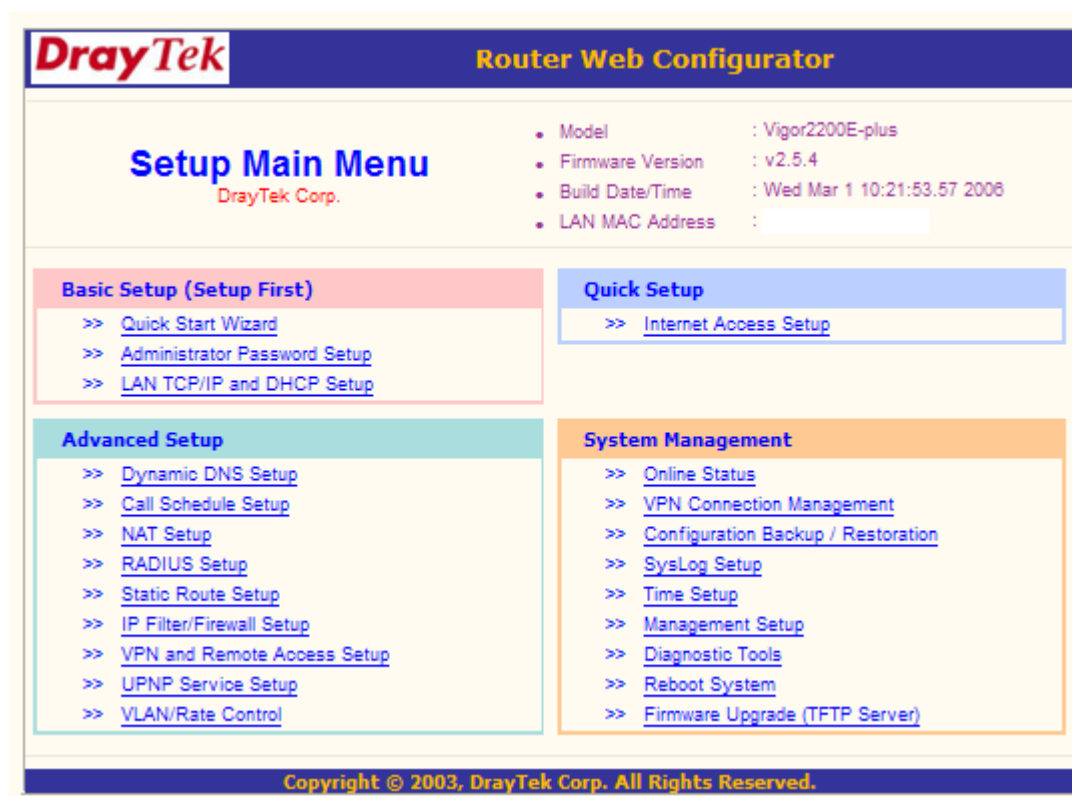 DrayTek
Router Web Configurator
Setup Main Menu
DrayTek Corp.
• Model : Vigor2200E-plus
• Firmware Version : v2.5.4
• Build Date/Time : Wed Mar 1 10:21:53.57 2006
• LAN MAC Address :
Basic Setup (Setup First)
>> Quick Start Wizard
>> Administrator Password Setup
>> LAN TCP/IP and DHCP Setup
Quick Setup
>> Internet Access Setup
Advanced Setup
>> Dynamic DNS Setup
>> Call Schedule Setup
>> NAT Setup
>> RADIUS Setup
>> Static Route Setup
>> IP Filter/Firewall Setup
>> VPN and Remote Access Setup
>> UPNP Service Setup
>> VLAN/Rate Control
System Management
>> Online Status
>> VPN Connection Management
>> Configuration Backup / Restoration
>> SysLog Setup
>> Time Setup
>> Management Setup
>> Diagnostic Tools
>> Reboot System
>> Firmware Upgrade (TFTP Server)
Copyright © 2003, DrayTek Corp. All Rights Reserved.